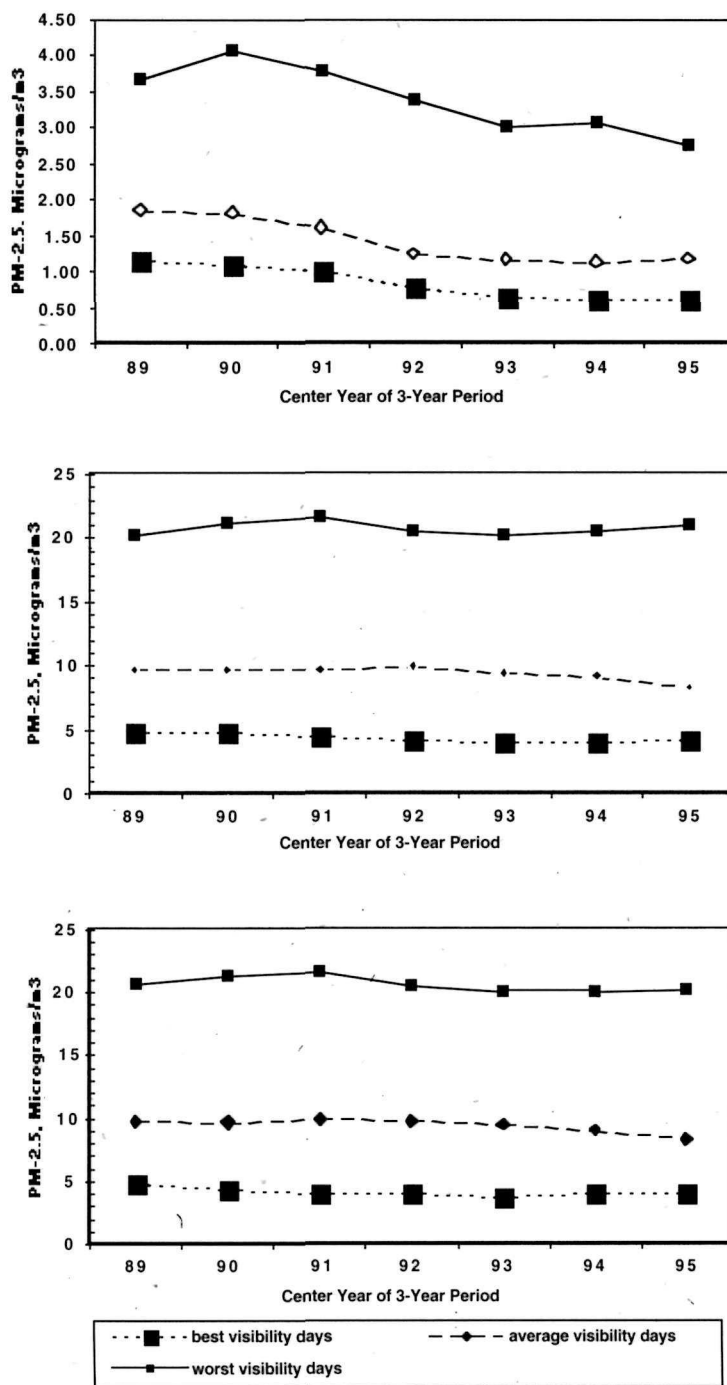 4.50
4.00
3.50
3.00
2.50
2.00
1.50
1.00
0.50
0.00
PM-2.5. Micrograms/m3
89 90 91 92 93 94 95
Center Year of 3-Year Period
25
20
15
10
5
0
PM-2.5, Micrograms/m3
89 90 91 92 93 94 95
Center Year of 3-Year Period
25
20
15
10
5
0
PM-2.5, Micrograms/m3
89 90 91 92 93 94 95
Center Year of 3-Year Period
best visibility days average visibility days
worst visibility days